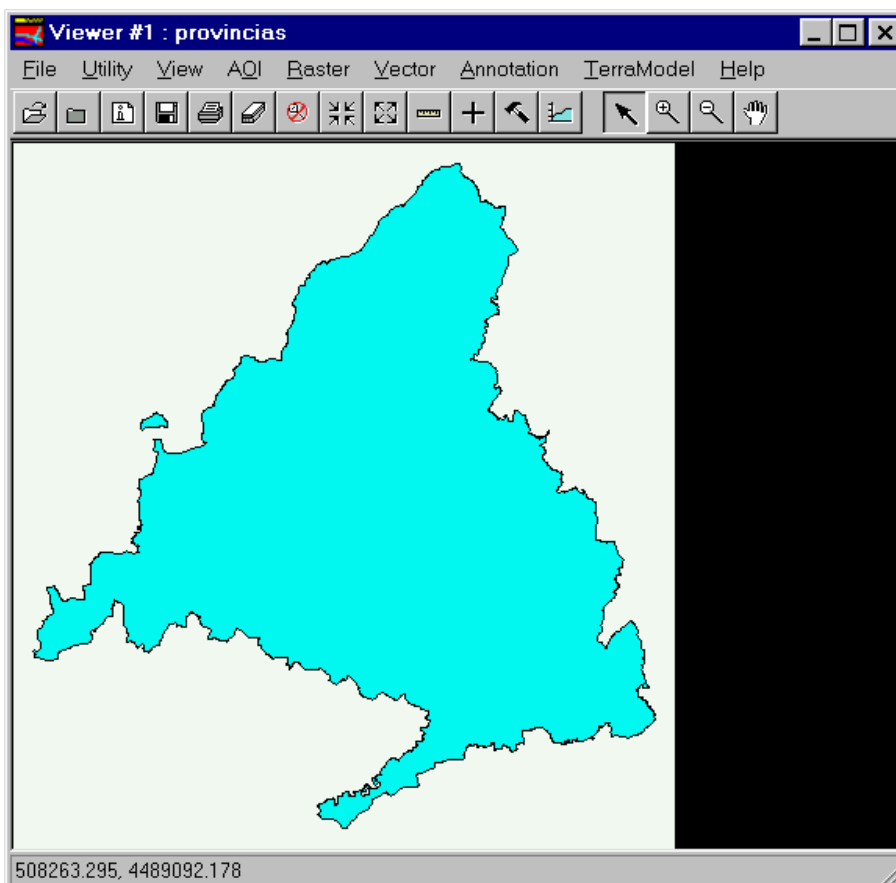 Viewer #1 : provincias
File Utility View AOI Raster Vector Annotation TerraModel Help
508263.295, 4489092.178